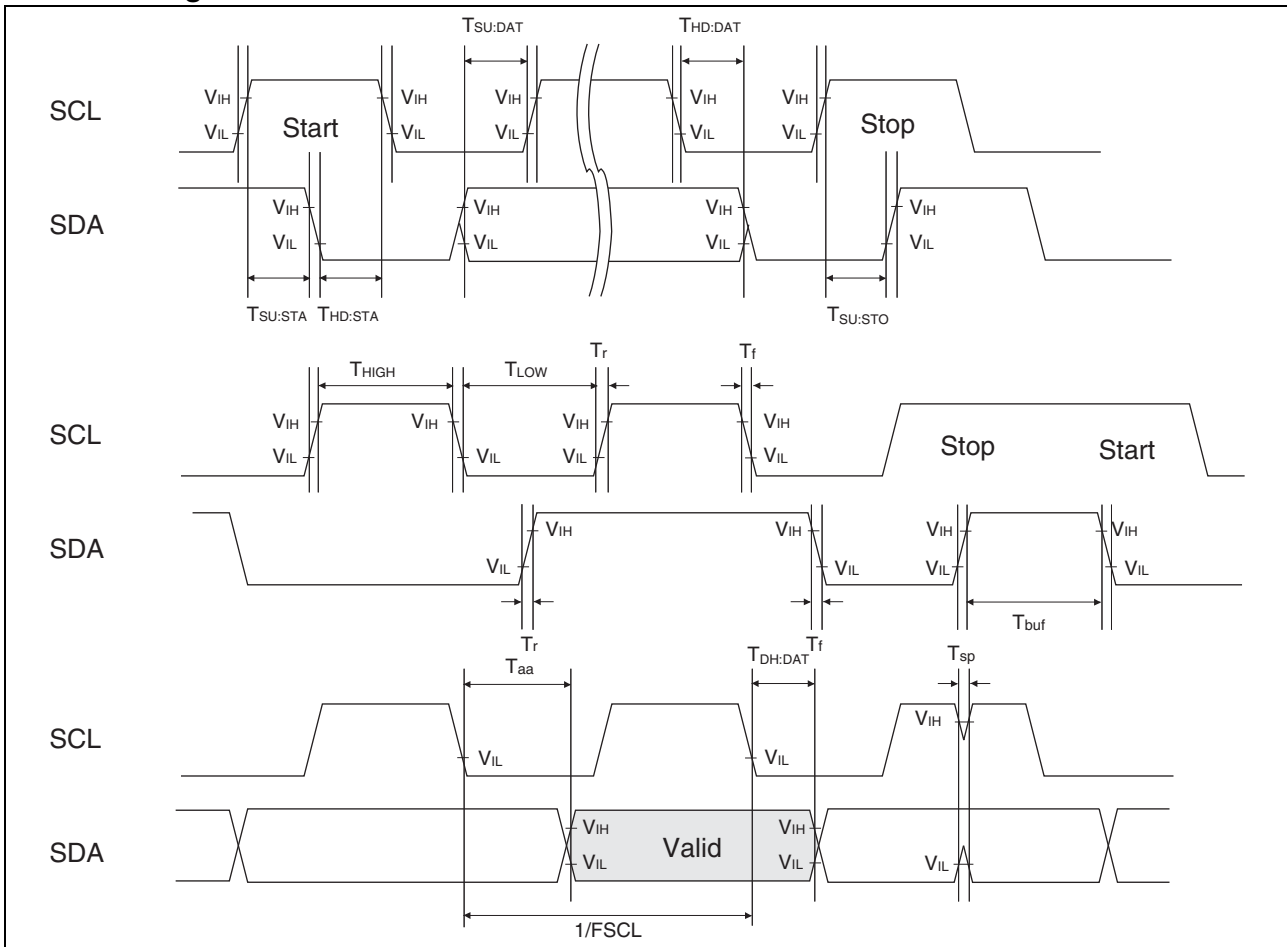 TSU:DAT THD:DAT
SCL VIH VIH VIH VIH VIH
VIL Start VIL VIL VIL VIL Stop
SDA VIH VIH VIH VIH
VIL VIL VIL VIL
TSU:STA THD:STA TSU:STO
THIGH TLOW Tr Tf
SCL VIH VIH VIH VIH
VIL VIL VIL VIL Stop Start
SDA VIH VIH VIH VIH
VIL VIL VIL VIL
Tr Tf Tbuf
Taa TDH:DAT Tsp
SCL VIH
VIL VIL
SDA VIH Valid VIH
VIL VIL VIL
1/FSCL